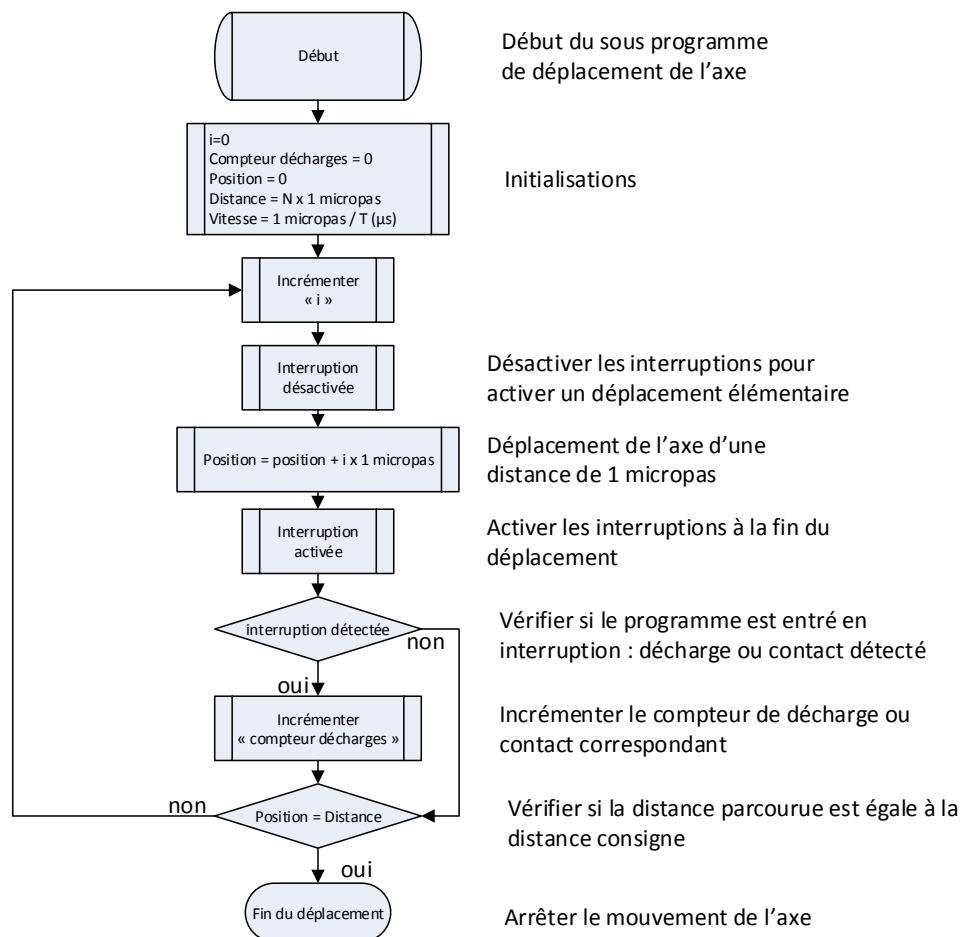 Début
Début du sous programme
de déplacement de l’axe
i=0
Compteur décharges = 0
Position = 0
Distance = N x 1 micropas
Vitesse = 1 micropas / T (µs)
Initialisations
Incrémenter
« i »
Interruption
désactivée
Désactiver les interruptions pour
activer un déplacement élémentaire
Position = position + i x 1 micropas
Déplacement de l’axe d’une
distance de 1 micropas
Interruption
activée
Activer les interruptions à la fin du
déplacement
interruption détectée
non
Vérifier si le programme est entré en
interruption : décharge ou contact détecté
oui
Incrémenter
« compteur décharges »
Incrémenter le compteur de décharge ou
contact correspondant
non
Position = Distance
Vérifier si la distance parcourue est égale à la
distance consigne
oui
Fin du déplacement
Arrêter le mouvement de l’axe